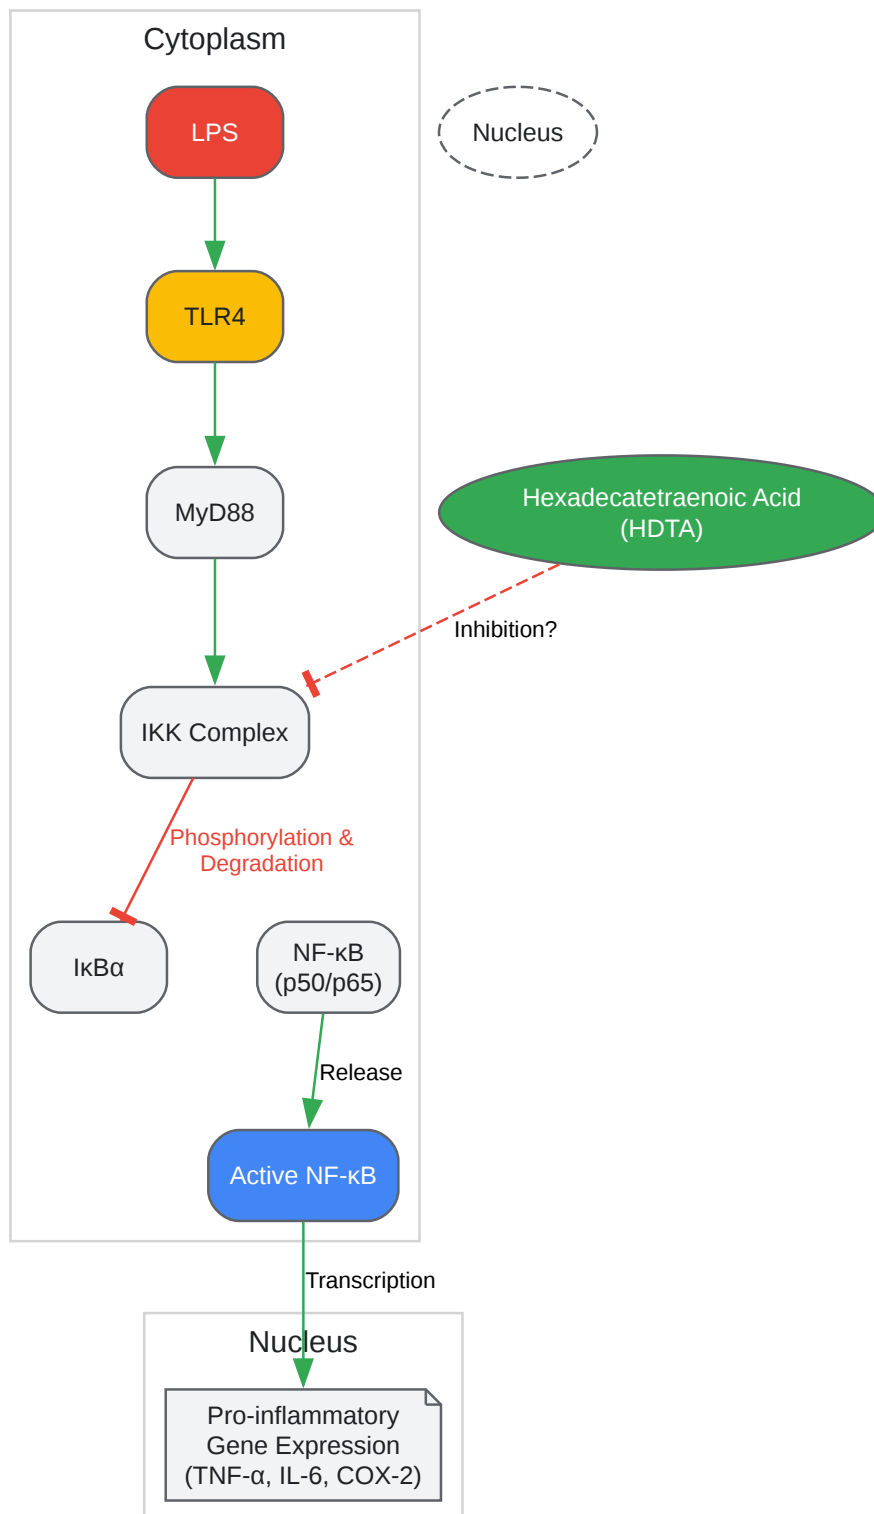 Cytoplasm
LPS
Nucleus
TLR4
MyD88
Hexadecatetraenoic Acid
(HDTA)
Inhibition?
IKK Complex
Phosphorylation &
Degradation
IκBα
NF-κB
(p50/p65)
Release
Active NF-κB
Transcription
Nucleus
Pro-inflammatory
Gene Expression
(TNF-α, IL-6, COX-2)